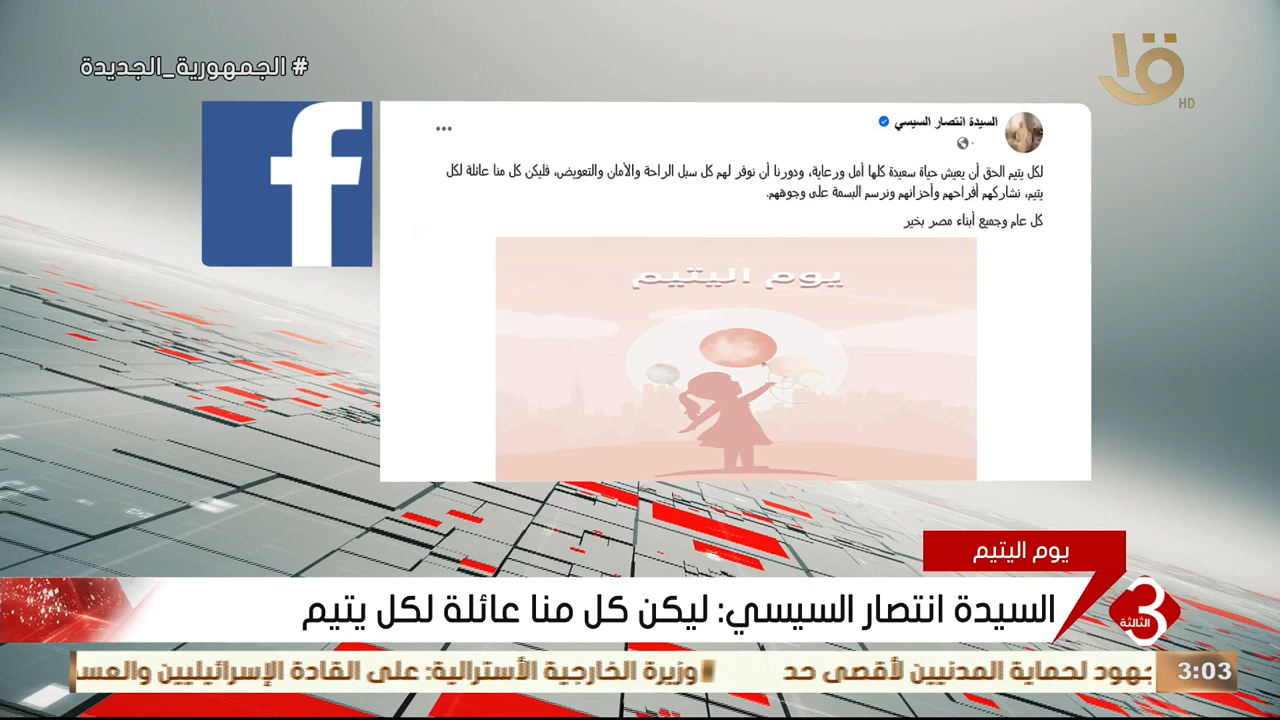 #الجمهورية_الجديدة
HD
السيدة انتصار السيسي
لكل يتيم الحق أن يعيش حياة سعيدة كلها أمل ورعاية، ودورنا أن نوفر لهم كل سبل الراحة والأمان والتعويض، فليكن كل منا عائلة لكل
يتيم، نشاركهم أفراحهم وأحزانهم ونرسم البسمة على وجوههم.
كل عام وجميع أبناء مصر بخير
يوم اليتيم
يوم اليتيم
السيدة انتصار السيسي: ليكن كل منا عائلة لكل يتيم
3
الثالثة
لحماية المدنيين لأقصى حد
وزيرة الخارجية الأسترالية: على القادة الإسرائيليين
3:03